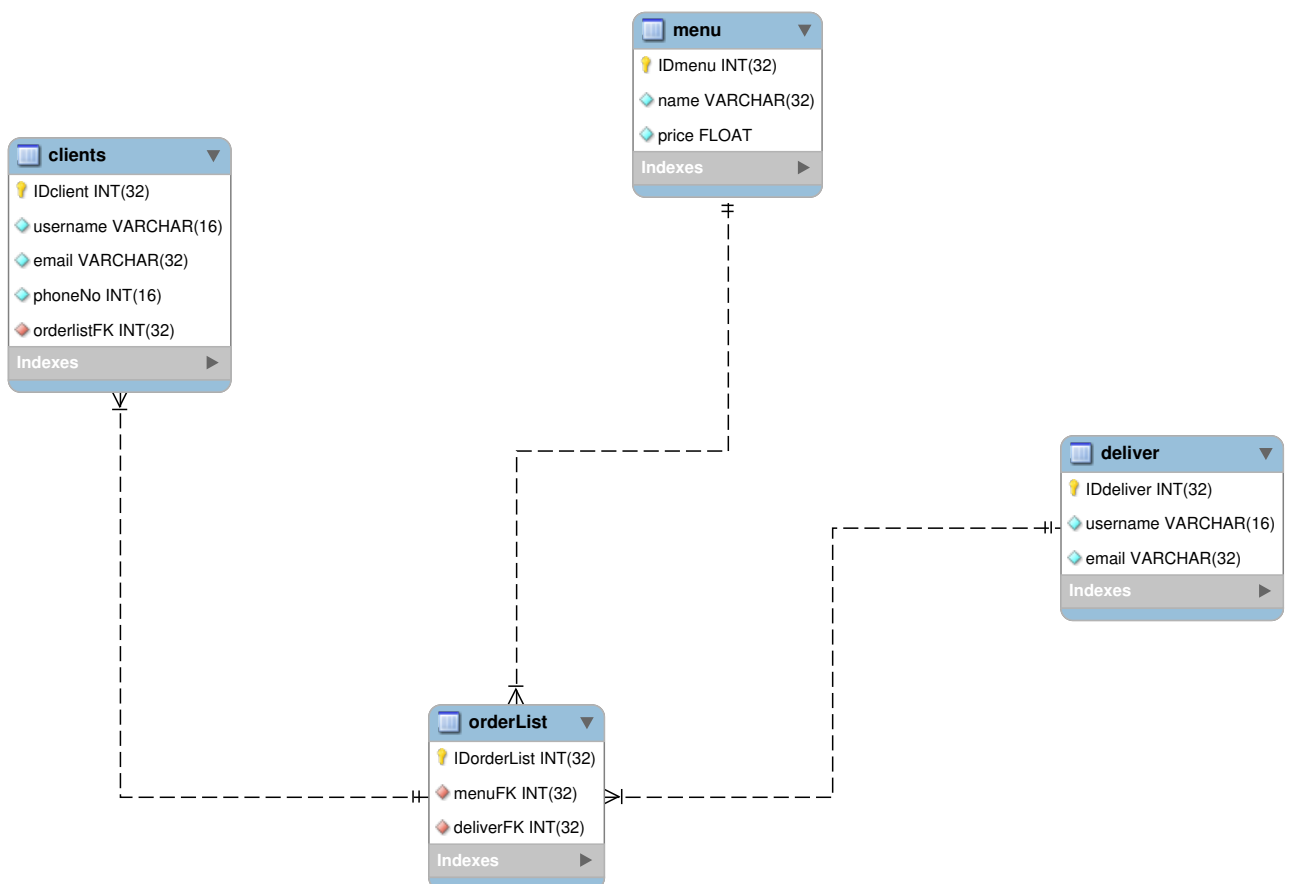 menu
IDmenu INT(32)
name VARCHAR(32)
price FLOAT
Indexes
clients
IDclient INT(32)
username VARCHAR(16)
email VARCHAR(32)
phoneNo INT(16)
orderlistFK INT(32)
Indexes
deliver
IDdeliver INT(32)
username VARCHAR(16)
email VARCHAR(32)
Indexes
orderList
IDorderList INT(32)
menuFK INT(32)
deliverFK INT(32)
Indexes